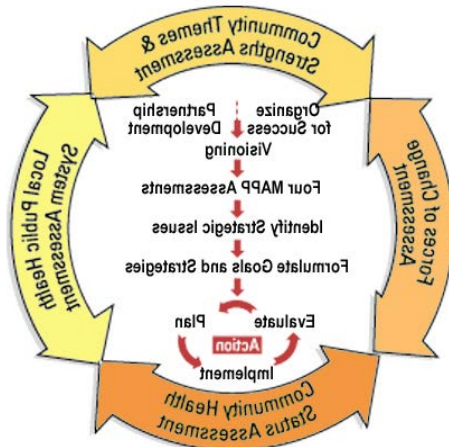 Community Themes &
Strengths Assessment
Organize
for Success
Partnership
Development
Visioning
Four MAPP Assessments
Identify Strategic Issues
Formulate Goals and Strategies
Evaluate
Plan
Action
Implement
Forces of Change
Assessment
Community Health
Status Assessment
Local Public Health
System Assessment